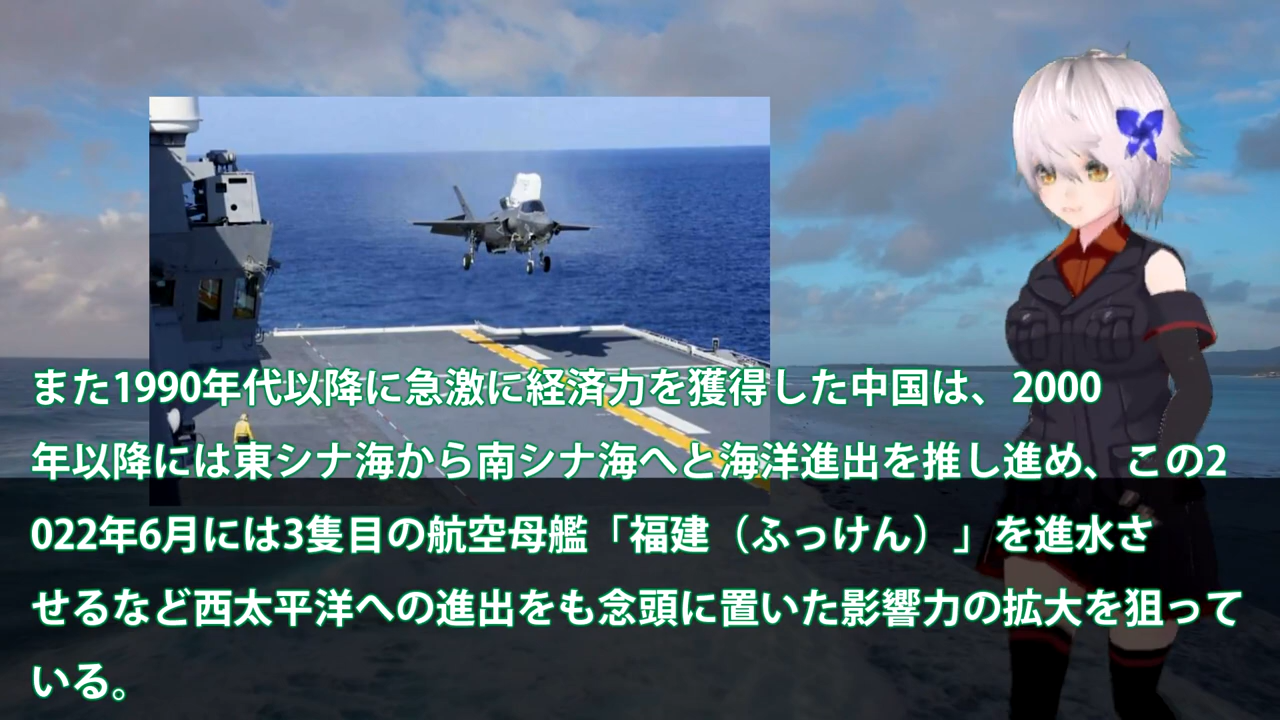 また1990年代以降に急激に経済力を獲得した中国は、2000
年以降には東シナ海から南シナ海へと海洋進出を推し進め、この2
022年6月には3隻目の航空母艦「福建（ふっけん）」を進水さ
せるなど西太平洋への進出をも念頭に置いた影響力の拡大を狙って
いる。